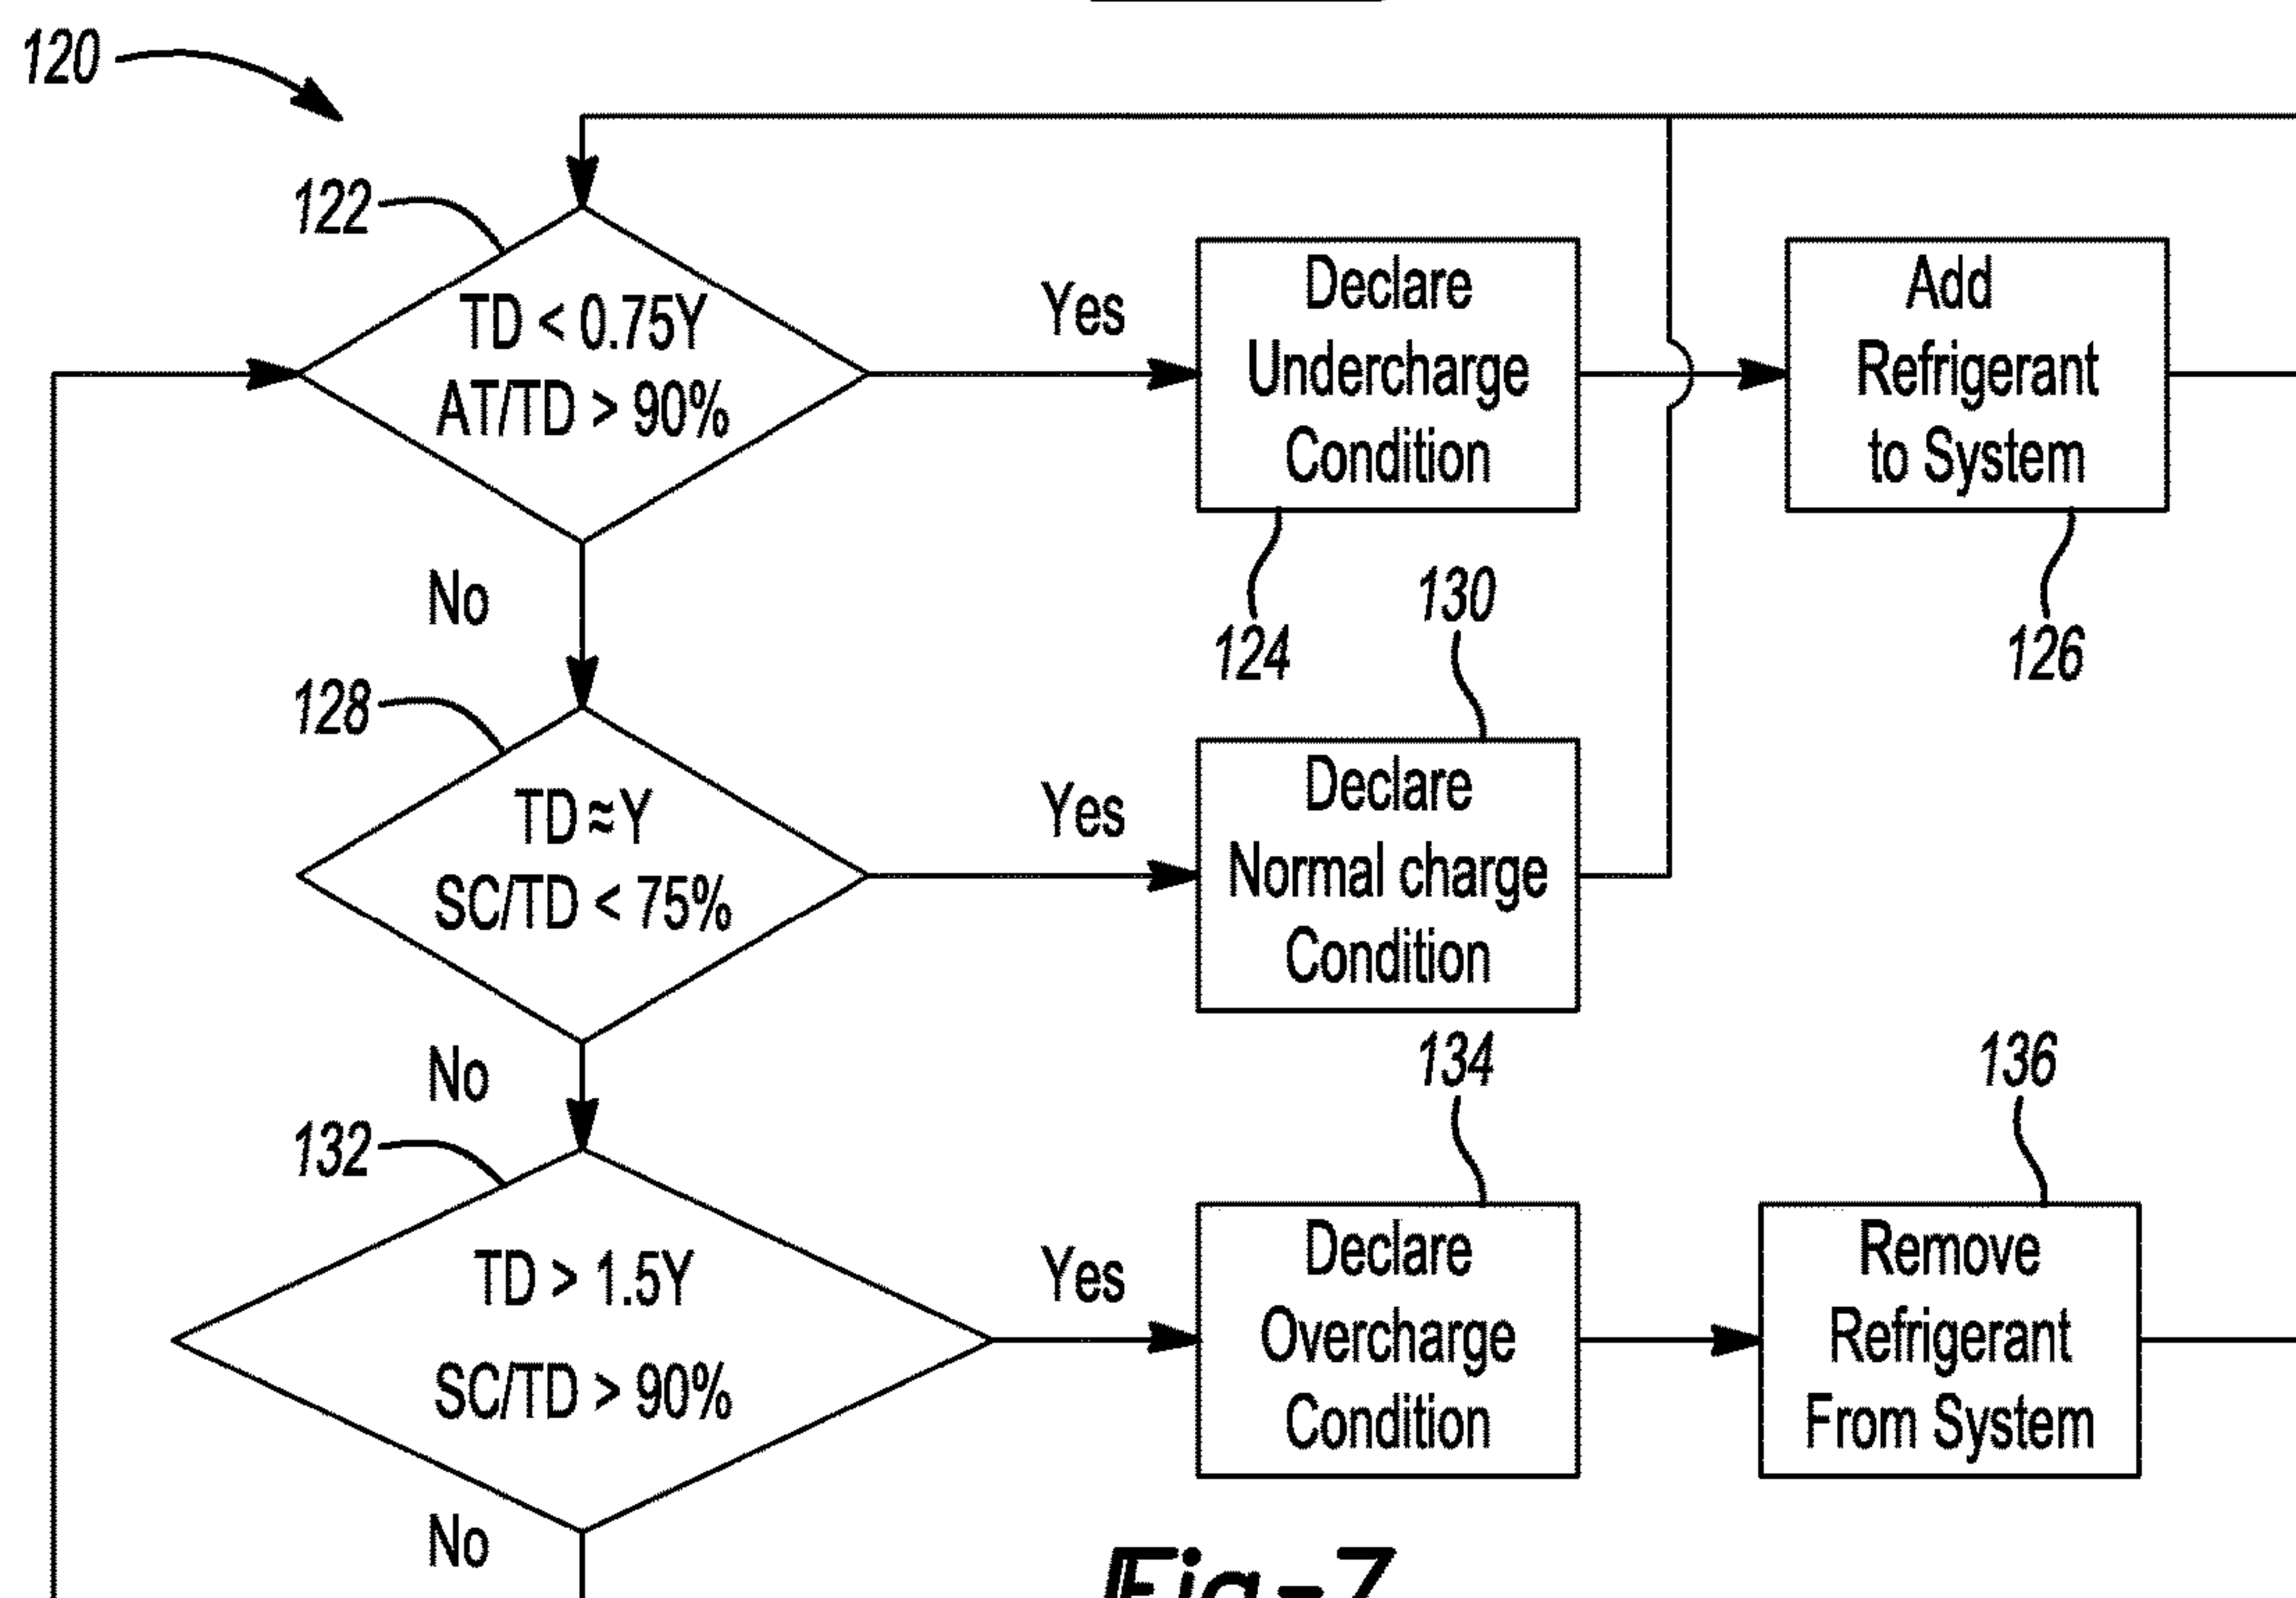 120
122
TD < 0.75Y
AT/TD > 90%
Yes
Declare
Undercharge
Condition
124
Add
Refrigerant
to System
126
No
128
TD ≈ Y
SC/TD < 75%
Yes
130
Declare
Normal charge
Condition
No
132
TD > 1.5Y
SC/TD > 90%
Yes
134
Declare
Overcharge
Condition
136
Remove
Refrigerant
From System
No
Fig-7